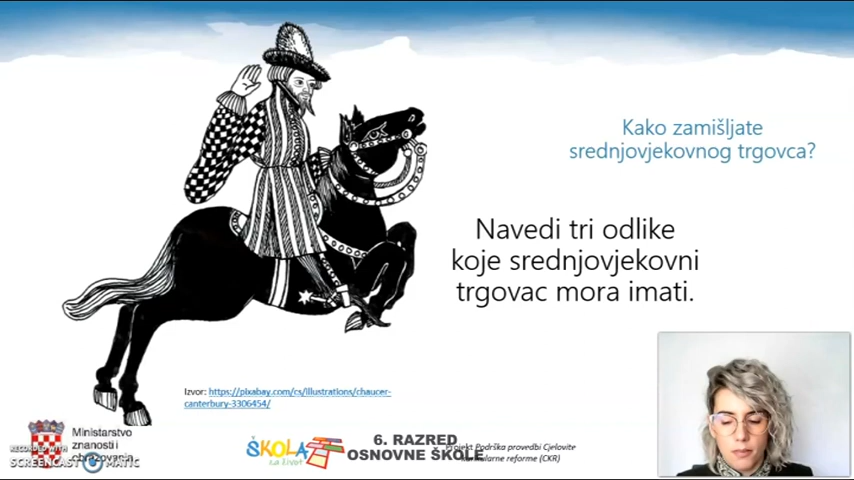 Kako zamišljate
srednjovjekovnog trgovca?
Navedi tri odlike
koje srednjovjekovni
trgovac mora imati.
Izvor: https://pixabay.com/cs/illustrations/chaucer-
canterbury-3306454/
Ministarstvo
znanosti i
obrazovanja
RECORDED WITH
SCREENCAST MATIC
ŠKOLA
za život
6. RAZRED
OSNOVNE ŠKOLE
Projekt Podrška provedbi Cjelovite
kurikularne reforme (CKR)